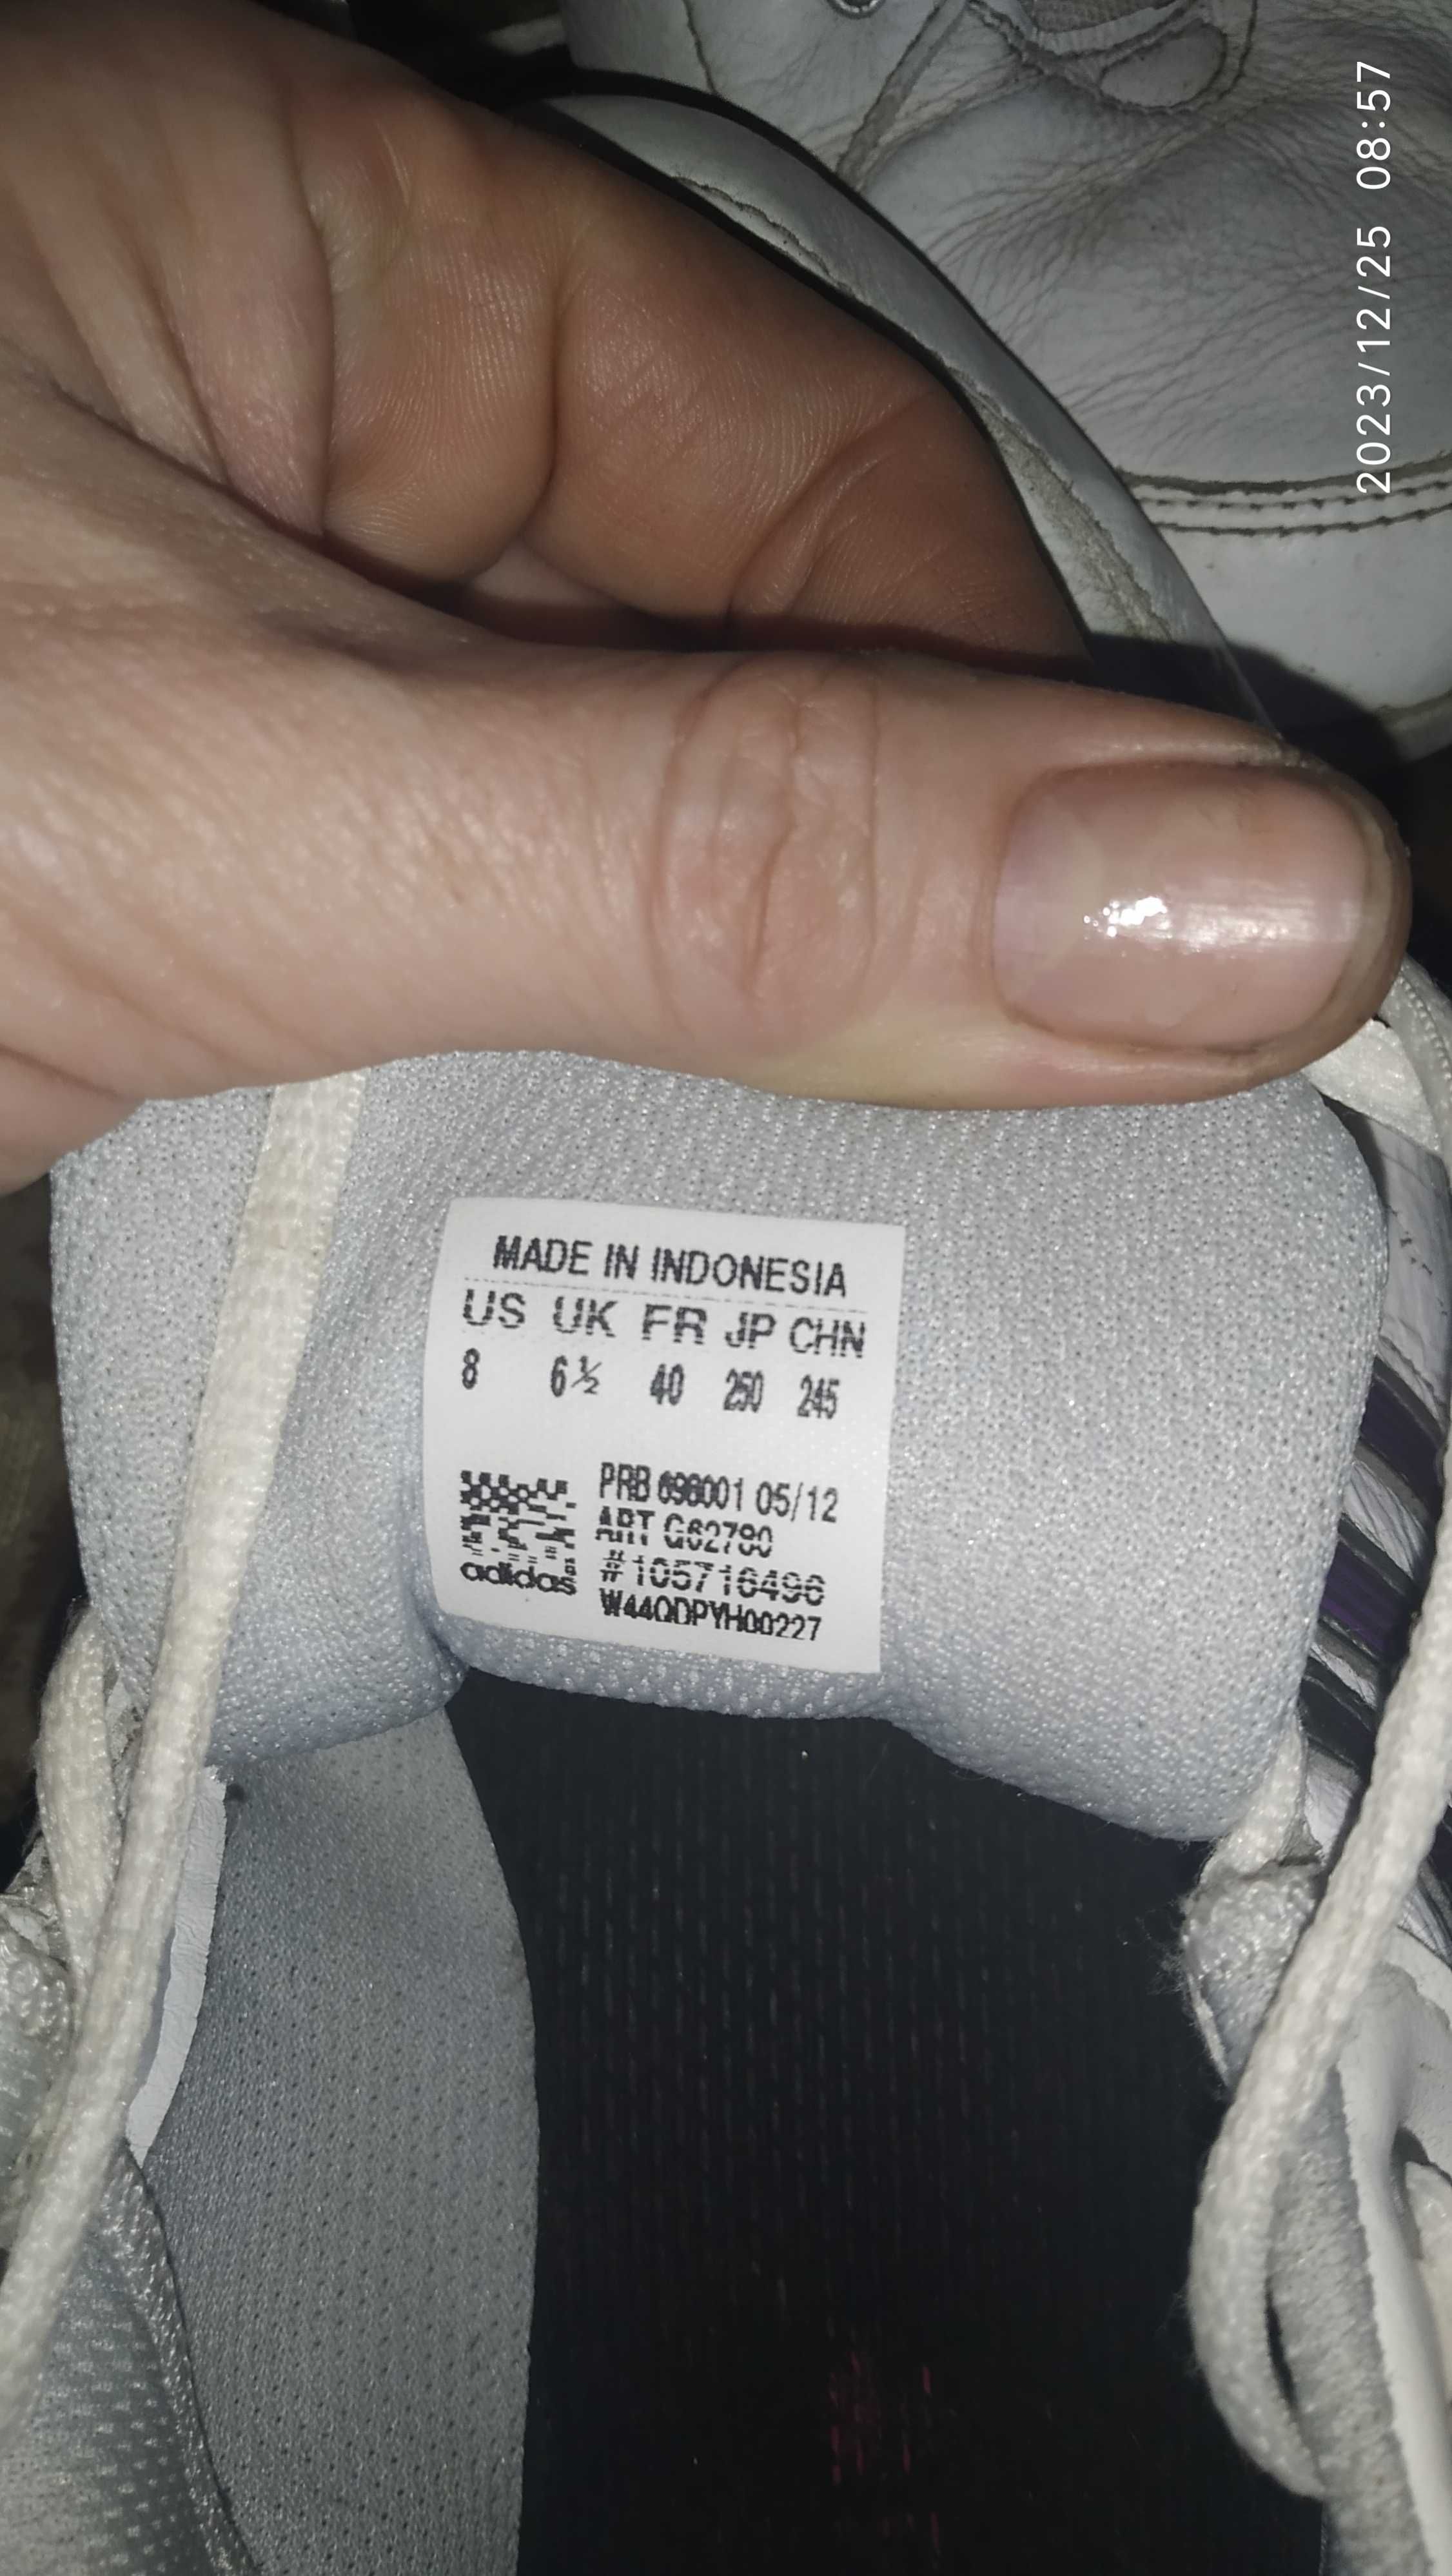 2023/12/25 08:57
MADE IN INDONESIA
US UK FR JP CHN
8 6½ 40 250 245
PRB 698001 05/12
ART G62790
#105716496
adidas
W44QDPYH00227